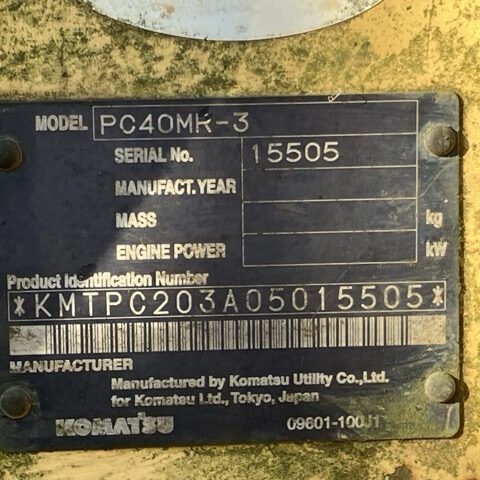 MODEL PC40MR-3
SERIAL No. 15505
MANUFACT. YEAR
MASS kg
ENGINE POWER kW
Product Identification Number
*KMTPC203A05015505*
MANUFACTURER
Manufactured by Komatsu Utility Co.,Ltd.
for Komatsu Ltd., Tokyo, Japan
KOMATSU 09601-100J1